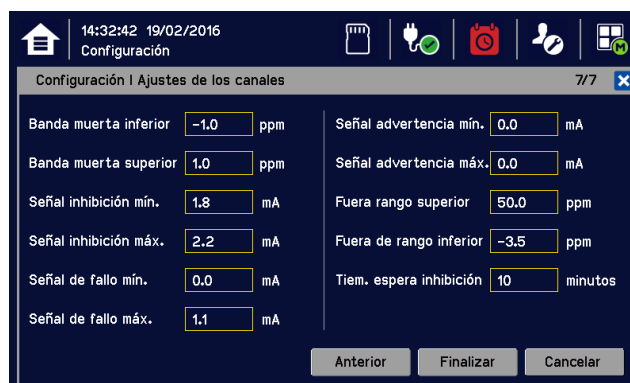 14:32:42 19/02/2016
Configuración
M
Configuración | Ajustes de los canales 7/7
Banda muerta inferior -1.0 ppm
Banda muerta superior 1.0 ppm
Señal inhibición mín. 1.8 mA
Señal inhibición máx. 2.2 mA
Señal de fallo mín. 0.0 mA
Señal de fallo máx. 1.1 mA
Señal advertencia mín. 0.0 mA
Señal advertencia máx. 0.0 mA
Fuera rango superior 50.0 ppm
Fuera de rango inferior -3.5 ppm
Tiem. espera inhibición 10 minutos
Anterior Finalizar Cancelar